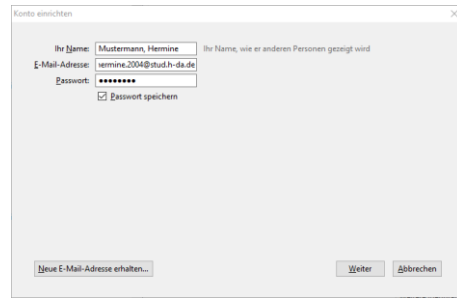 Konto einrichten
Ihr Name: Mustermann, Hermine Ihr Name, wie er anderen Personen gezeigt wird
E-Mail-Adresse: ermine.2004@stud.h-da.de
Passwort: ••••••••
Passwort speichern
Neue E-Mail-Adresse erhalten... Weiter Abbrechen